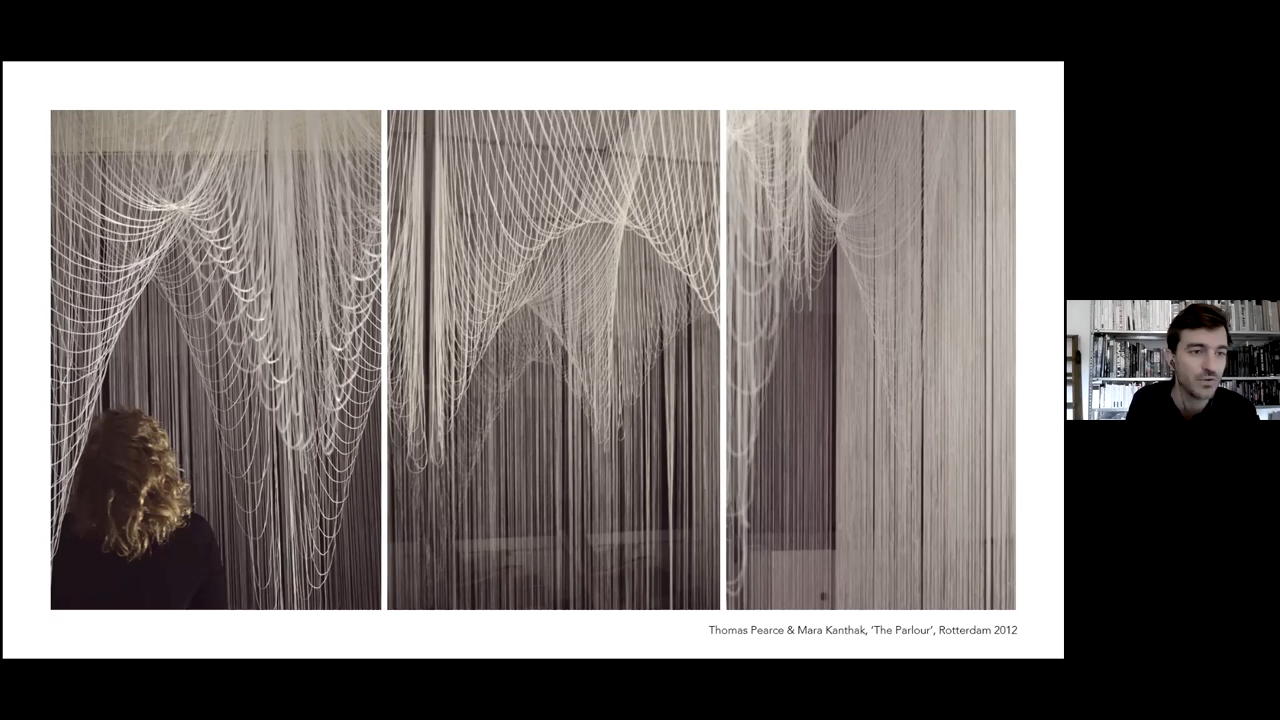 Thomas Pearce & Mara Kanthak, ‘The Parlour’, Rotterdam 2012